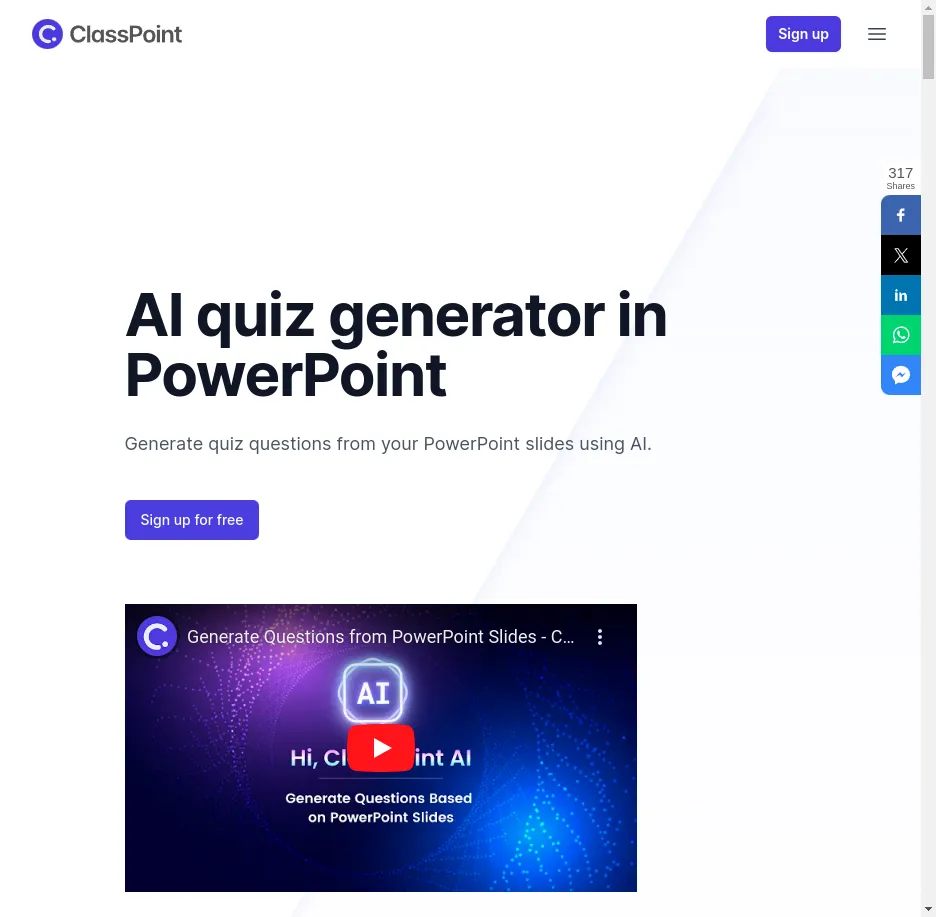 ClassPoint
Sign up
317
Shares
AI quiz generator in
PowerPoint
Generate quiz questions from your PowerPoint slides using AI.
Sign up for free
Generate Questions from PowerPoint Slides - C...
AI
Hi, Cl int AI
Generate Questions Based
on PowerPoint Slides